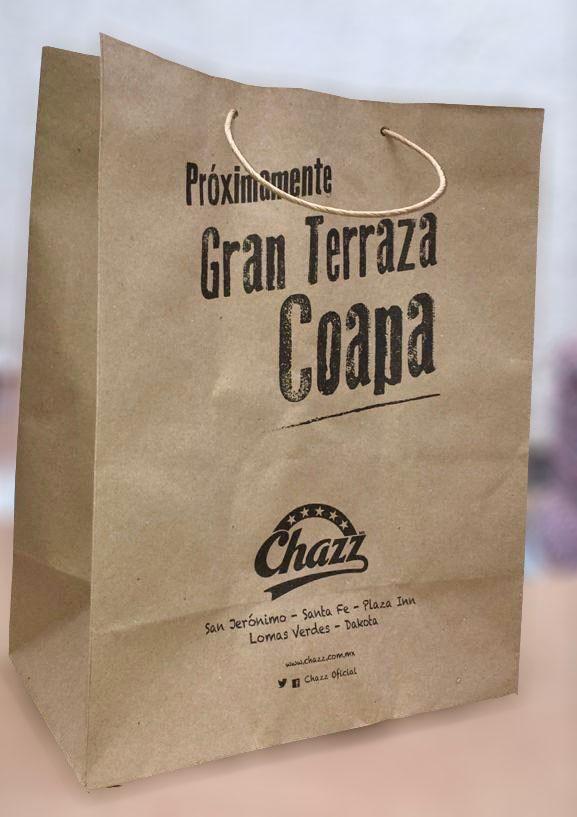 Próximamente
Gran Terraza
Coapa
Chazz
San Jerónimo - Santa Fe - Plaza Inn
Lomas Verdes - Dakota
www.chazz.com.mx
Chazz Oficial